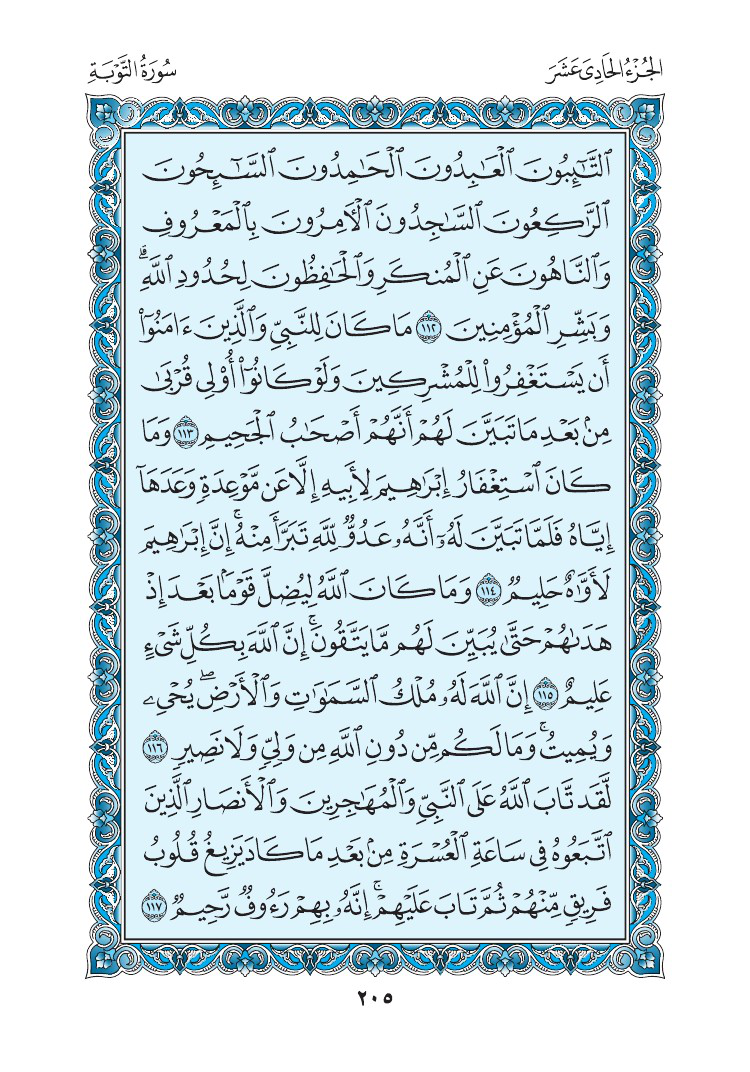 الجُزْءُ الحَادِىَ عَشَرَ
سُورَةُ التَّوْبَةِ
ٱلتَّٰٓئِبُونَ ٱلْعَٰبِدُونَ ٱلْحَٰمِدُونَ ٱلسَّٰٓئِحُونَ
ٱلرَّٰكِعُونَ ٱلسَّٰجِدُونَ ٱلْءَامِرُونَ بِٱلْمَعْرُوفِ
وَٱلنَّاهُونَ عَنِ ٱلْمُنكَرِ وَٱلْحَٰفِظُونَ لِحُدُودِ ٱللَّهِۗ
وَبَشِّرِ ٱلْمُؤْمِنِينَ ١١٢ مَا كَانَ لِلنَّبِيِّ وَٱلَّذِينَ ءَامَنُوٓا۟
أَن يَسْتَغْفِرُوا۟ لِلْمُشْرِكِينَ وَلَوْ كَانُوٓا۟ أُو۟لِى قُرْبَىٰ
مِنۢ بَعْدِ مَا تَبَيَّنَ لَهُمْ أَنَّهُمْ أَصْحَٰبُ ٱلْجَحِيمِ ١١٣ وَمَا
كَانَ ٱسْتِغْفَارُ إِبْرَٰهِيمَ لِأَبِيهِ إِلَّا عَن مَّوْعِدَةٍ وَعَدَهَآ
إِيَّاهُ فَلَمَّا تَبَيَّنَ لَهُۥٓ أَنَّهُۥ عَدُوٌّ لِّلَّهِ تَبَرَّأَ مِنْهُۚ إِنَّ إِبْرَٰهِيمَ
لَأَوَّٰهٌ حَلِيمٌ ١١٤ وَمَا كَانَ ٱللَّهُ لِيُضِلَّ قَوْمًۢا بَعْدَ إِذْ
هَدَىٰهُمْ حَتَّىٰ يُبَيِّنَ لَهُم مَّا يَتَّقُونَۚ إِنَّ ٱللَّهَ بِكُلِّ شَىْءٍ
عَلِيمٌ ١١٥ إِنَّ ٱللَّهَ لَهُۥ مُلْكُ ٱلسَّمَٰوَٰتِ وَٱلْأَرْضِۖ يُحْىِۦ
وَيُمِيتُۚ وَمَا لَكُم مِّن دُونِ ٱللَّهِ مِن وَلِيٍّ وَلَا نَصِيرٍ ١١٦
لَّقَد تَّابَ ٱللَّهُ عَلَى ٱلنَّبِيِّ وَٱلْمُهَٰجِرِينَ وَٱلْأَنصَارِ ٱلَّذِينَ
ٱتَّبَعُوهُ فِى سَاعَةِ ٱلْعُسْرَةِ مِنۢ بَعْدِ مَا كَادَ يَزِيغُ قُلُوبُ
فَرِيقٍ مِّنْهُمْ ثُمَّ تَابَ عَلَيْهِمْۚ إِنَّهُۥ بِهِمْ رَءُوفٌ رَّحِيمٌ ١١٧
٢٠٥